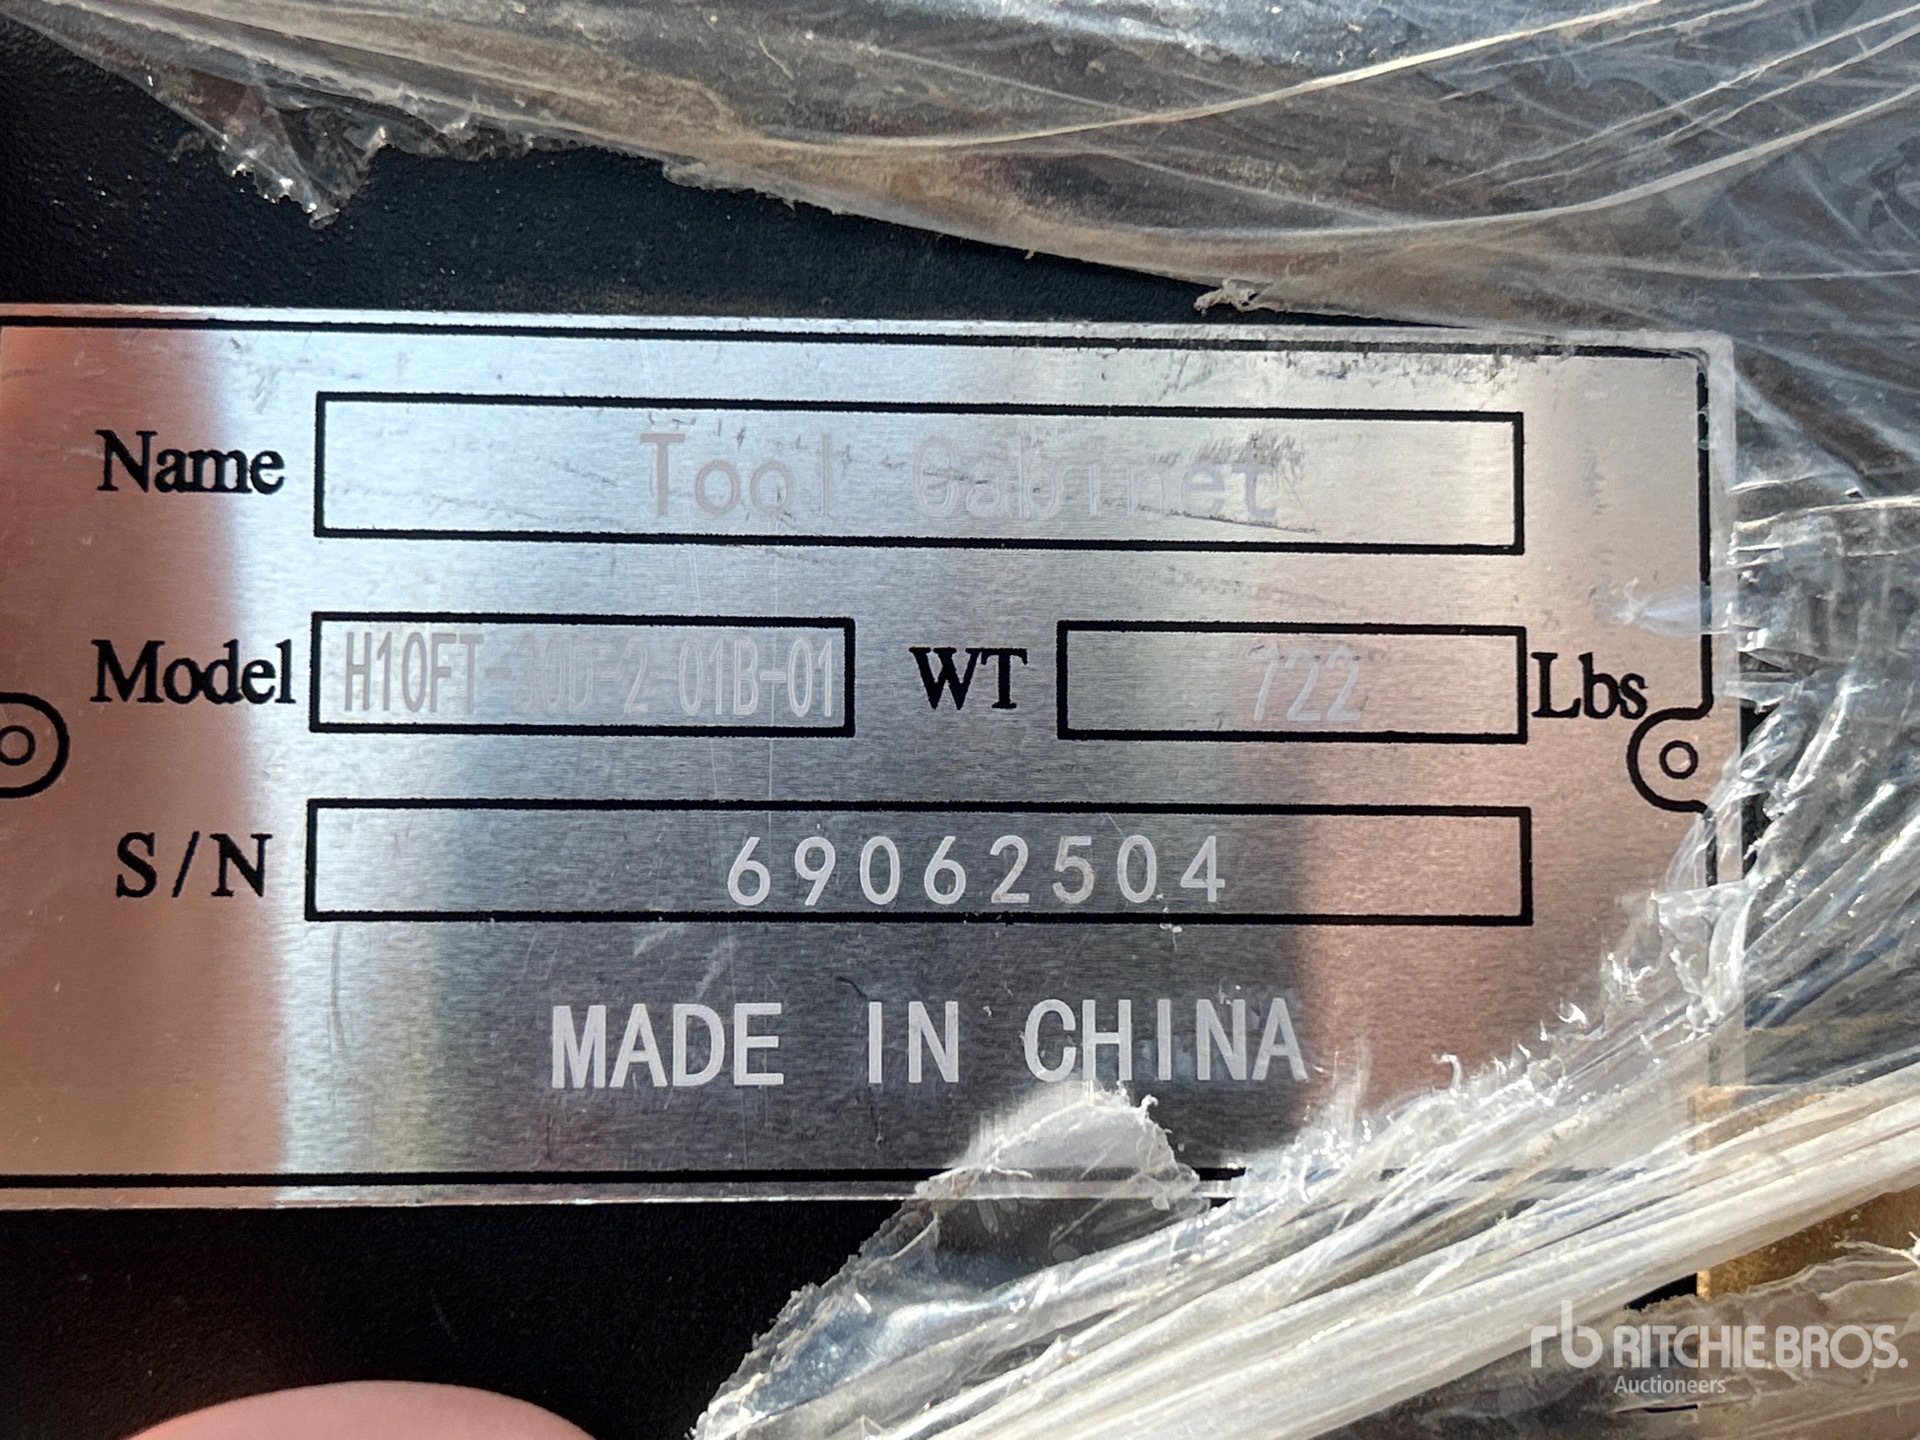 Name Tool Cabinet
Model H10FT-30D-2-01B-01 WT 722 Lbs
S/N 69062504
MADE IN CHINA
rb RITCHIE BROS.
Auctioneers